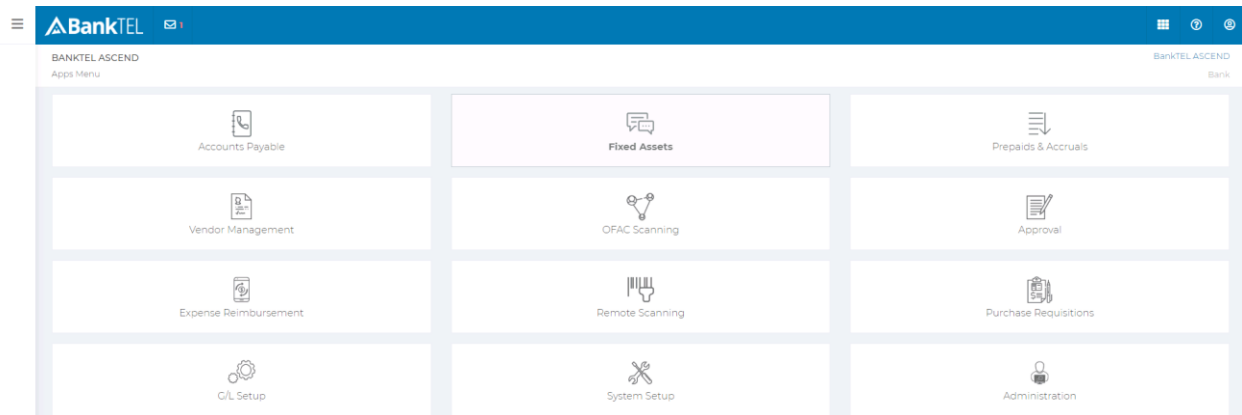 BankTEL 1
BANKTEL ASCEND
BankTEL ASCEND
Apps Menu
Bank
Accounts Payable
Fixed Assets
Prepaids & Accruals
Vendor Management
OFAC Scanning
Approval
Expense Reimbursement
Remote Scanning
Purchase Requisitions
G/L Setup
System Setup
Administration